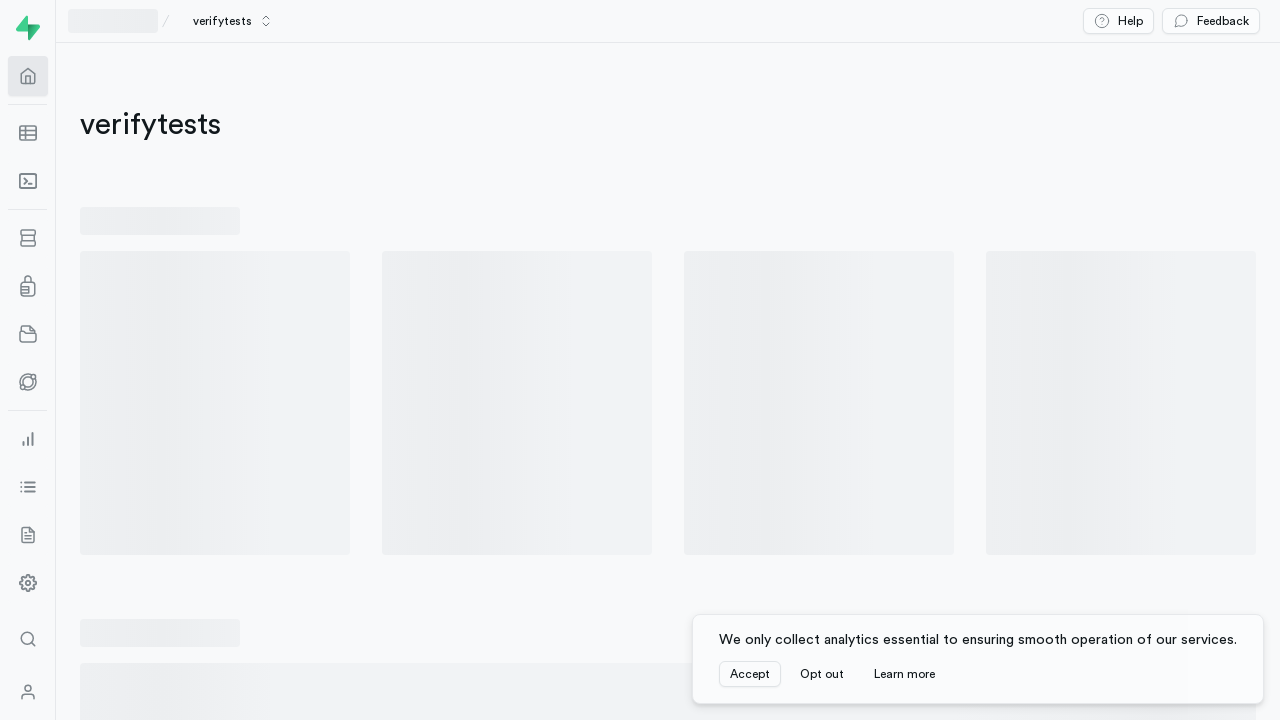 verifytests
Help
Feedback
verifytests
We only collect analytics essential to ensuring smooth operation of our services.
Accept
Opt out
Learn more